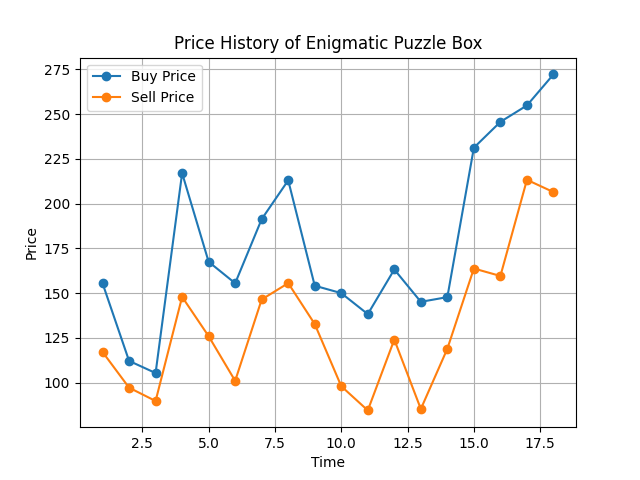 Price History of Enigmatic Puzzle Box
Buy Price
Sell Price
275
250
225
200
175
150
125
100
Price
2.5 5.0 7.5 10.0 12.5 15.0 17.5
Time